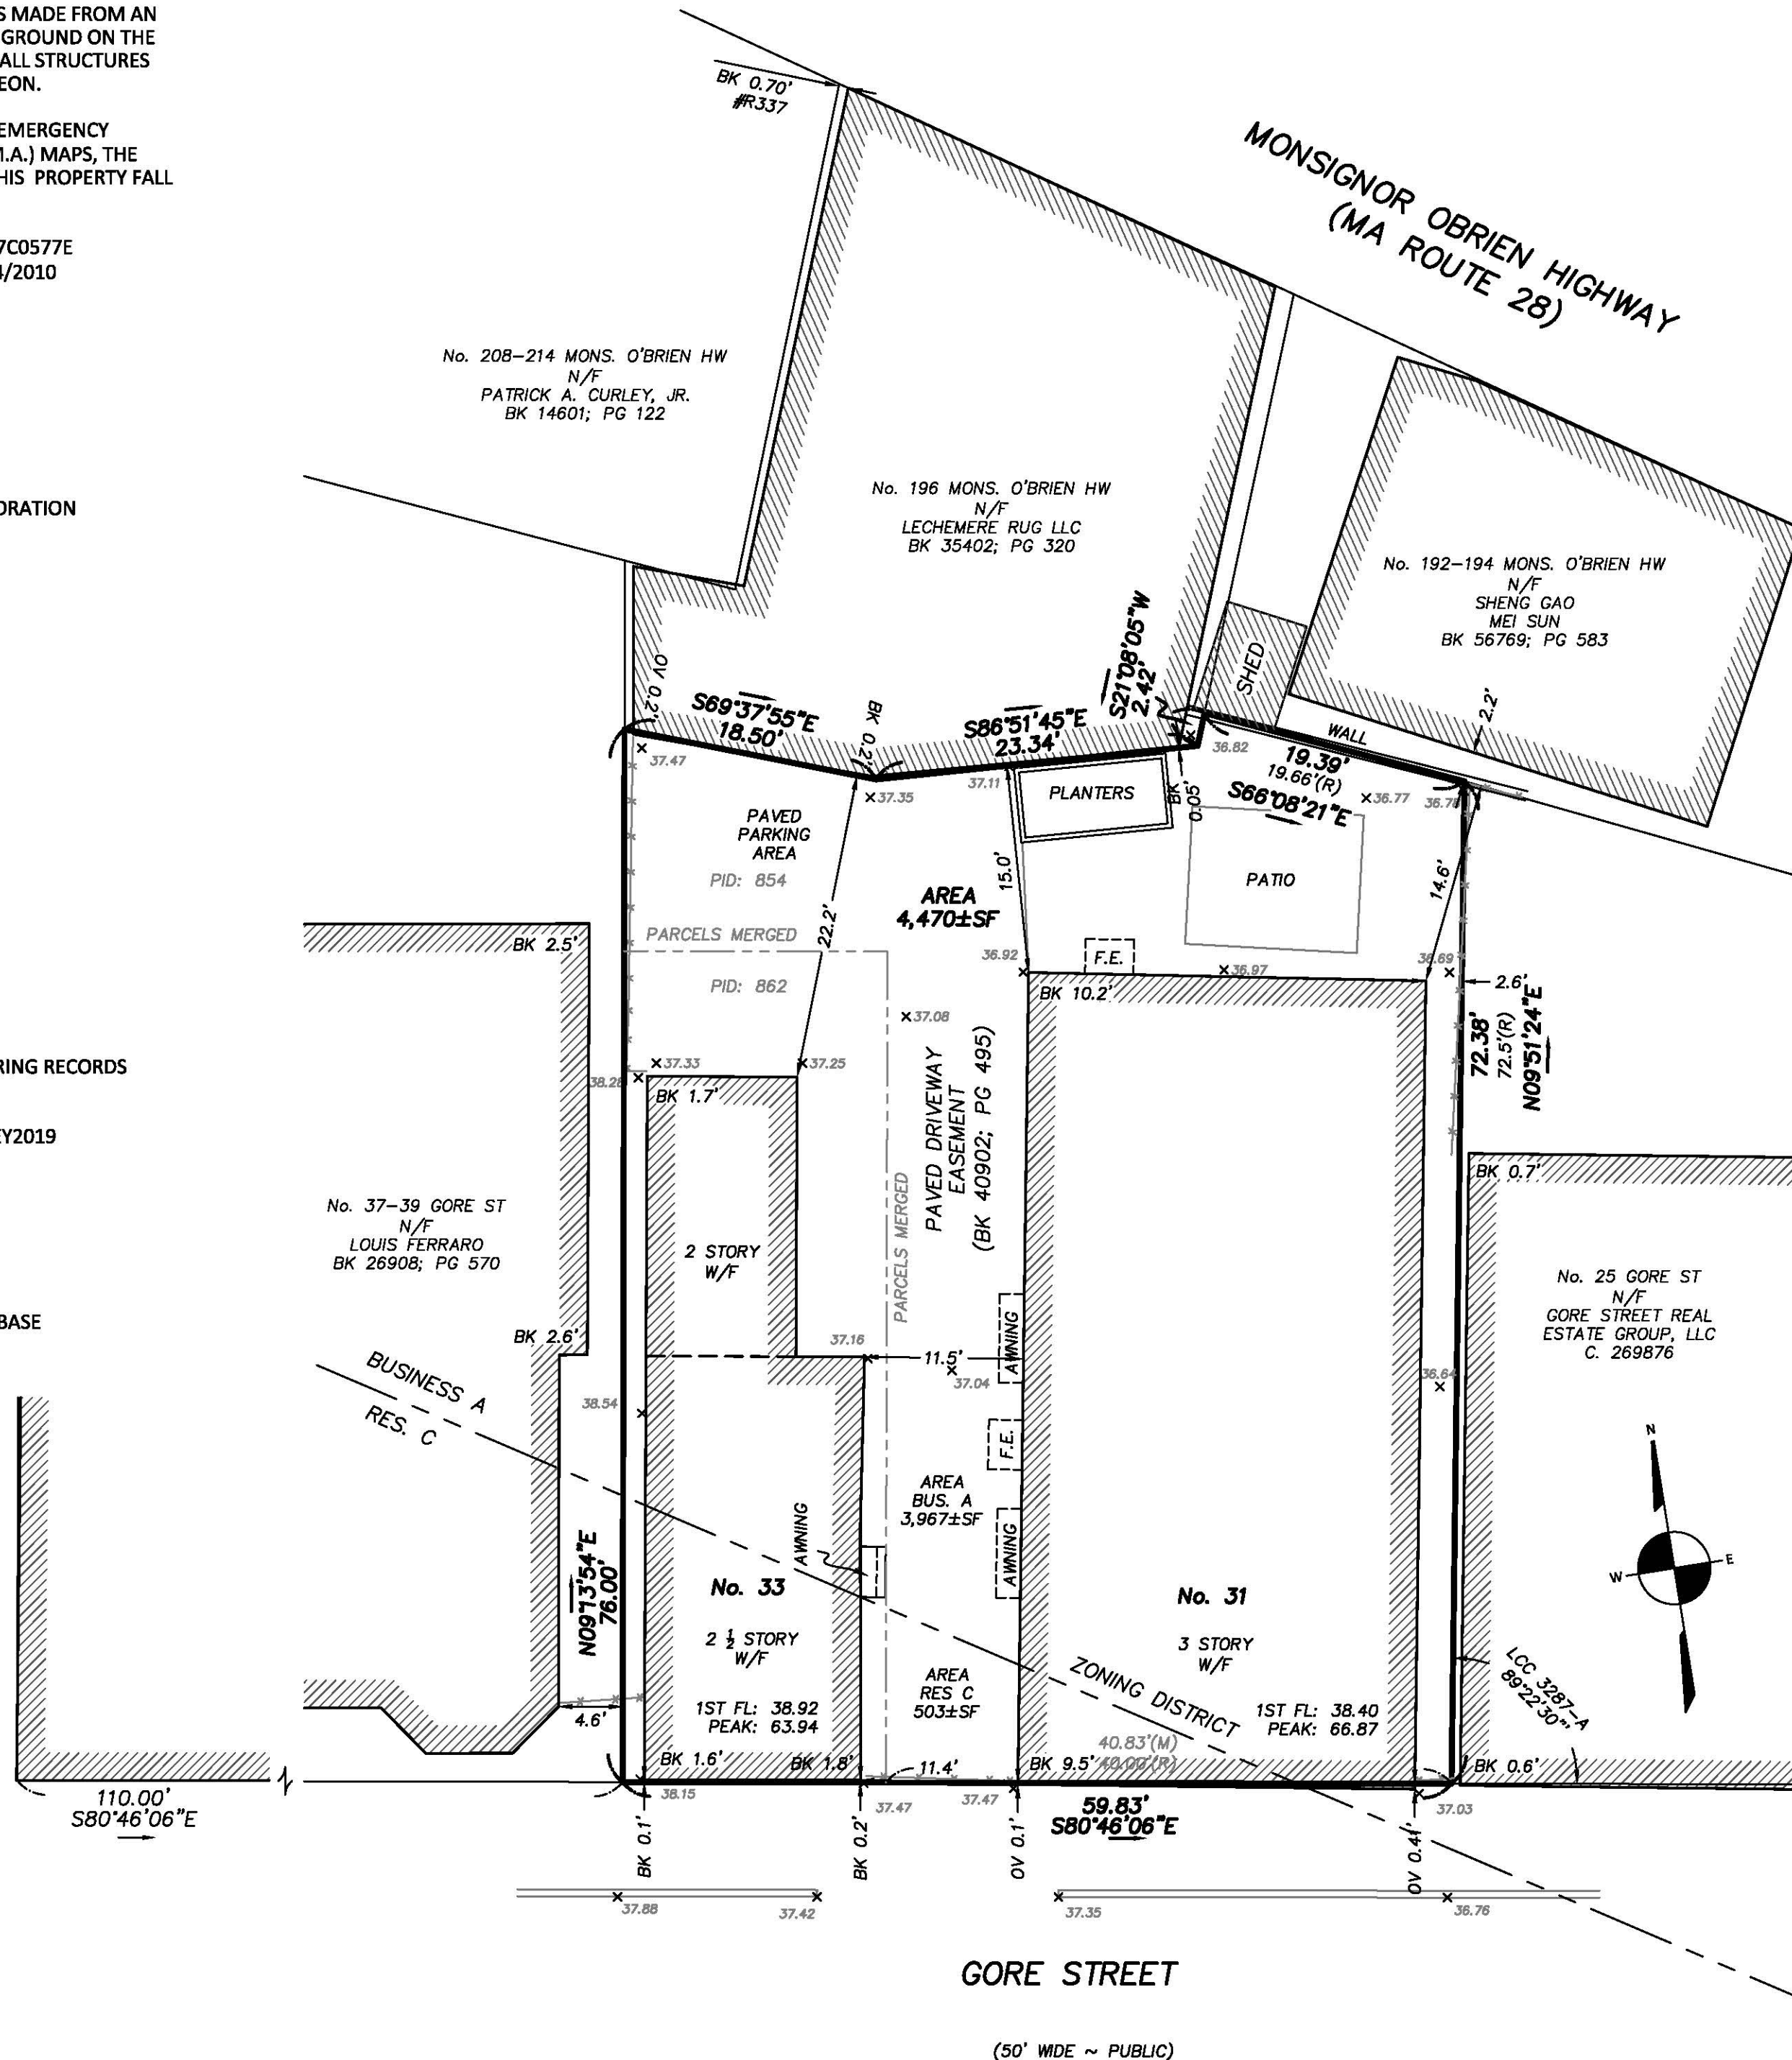 S MADE FROM AN
GROUND ON THE
ALL STRUCTURES
EON.
EMERGENCY
M.A.) MAPS, THE
HIS PROPERTY FALL
7C0577E
4/2010
ORATION
RING RECORDS
EY2019
BASE
BK 0.70'
#R337
MONSIGNOR OBRIEN HIGHWAY
(MA ROUTE 28)
No. 208-214 MONS. O'BRIEN HW
N/F
PATRICK A. CURLEY, JR.
BK 14601; PG 122
No. 196 MONS. O'BRIEN HW
N/F
LECHEMERE RUG LLC
BK 35402; PG 320
No. 192-194 MONS. O'BRIEN HW
N/F
SHENG GAO
MEI SUN
BK 56769; PG 583
SHED
WALL
2.2'
OV 0.2'
S69°37'55"E
18.50'
BK 0.2'
S86°51'45"E
23.34'
S21°08'05"W
2.42'
36.82
19.39'
19.66'(R)
S66°08'21"E
37.47
37.35
37.11
PLANTERS
BK
0.05'
36.77
36.78
PAVED
PARKING
AREA
PID: 854
22.2'
AREA
4,470±SF
15.0'
PATIO
14.6'
PARCELS MERGED
PID: 862
BK 2.5'
36.92
F.E.
36.97
36.69
2.6'
BK 10.2'
37.08
72.38'
72.5'(R)
N09°51'24"E
37.33
37.25
38.28
BK 1.7'
PAVED DRIVEWAY
EASEMENT
(BK 40902; PG 495)
PARCELS MERGED
BK 0.7'
No. 37-39 GORE ST
N/F
LOUIS FERRARO
BK 26908; PG 570
2 STORY
W/F
No. 25 GORE ST
N/F
GORE STREET REAL
ESTATE GROUP, LLC
C. 269876
BK 2.6'
37.16
11.5'
37.04
AWNING
36.64
BUSINESS A
RES. C
38.54
F.E.
AREA
BUS. A
3,967±SF
AWNING
AWNING
N
E
W
N09°13'54"E
76.00'
No. 33
2 ½ STORY
W/F
No. 31
3 STORY
W/F
AREA
RES C
503±SF
ZONING DISTRICT
LCC 3287-A
89°22'30"
1ST FL: 38.92
PEAK: 63.94
1ST FL: 38.40
PEAK: 66.87
4.6'
40.83'(M)
40.00'(R)
BK 1.6'
BK 1.8'
11.4'
BK 9.5'
BK 0.6'
110.00'
S80°46'06"E
38.15
37.47
37.47
59.83'
S80°46'06"E
37.03
BK 0.1'
BK 0.2'
OV 0.1'
OV 0.41'
37.88
37.42
37.35
36.76
GORE STREET
(50' WIDE ~ PUBLIC)